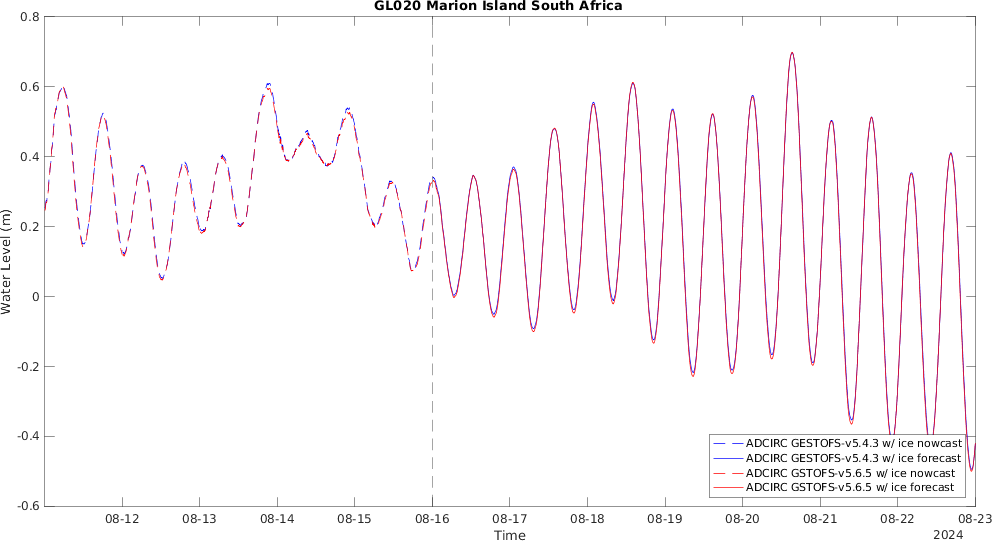 GL020 Marion Island South Africa
0.8
0.6
0.4
0.2
0
-0.2
-0.4
-0.6
Water Level (m)
ADCIRC GESTOFS-v5.4.3 w/ ice nowcast
ADCIRC GESTOFS-v5.4.3 w/ ice forecast
ADCIRC GSTOFS-v5.6.5 w/ ice nowcast
ADCIRC GSTOFS-v5.6.5 w/ ice forecast
08-12 08-13 08-14 08-15 08-16 08-17 08-18 08-19 08-20 08-21 08-22 08-23
Time 2024